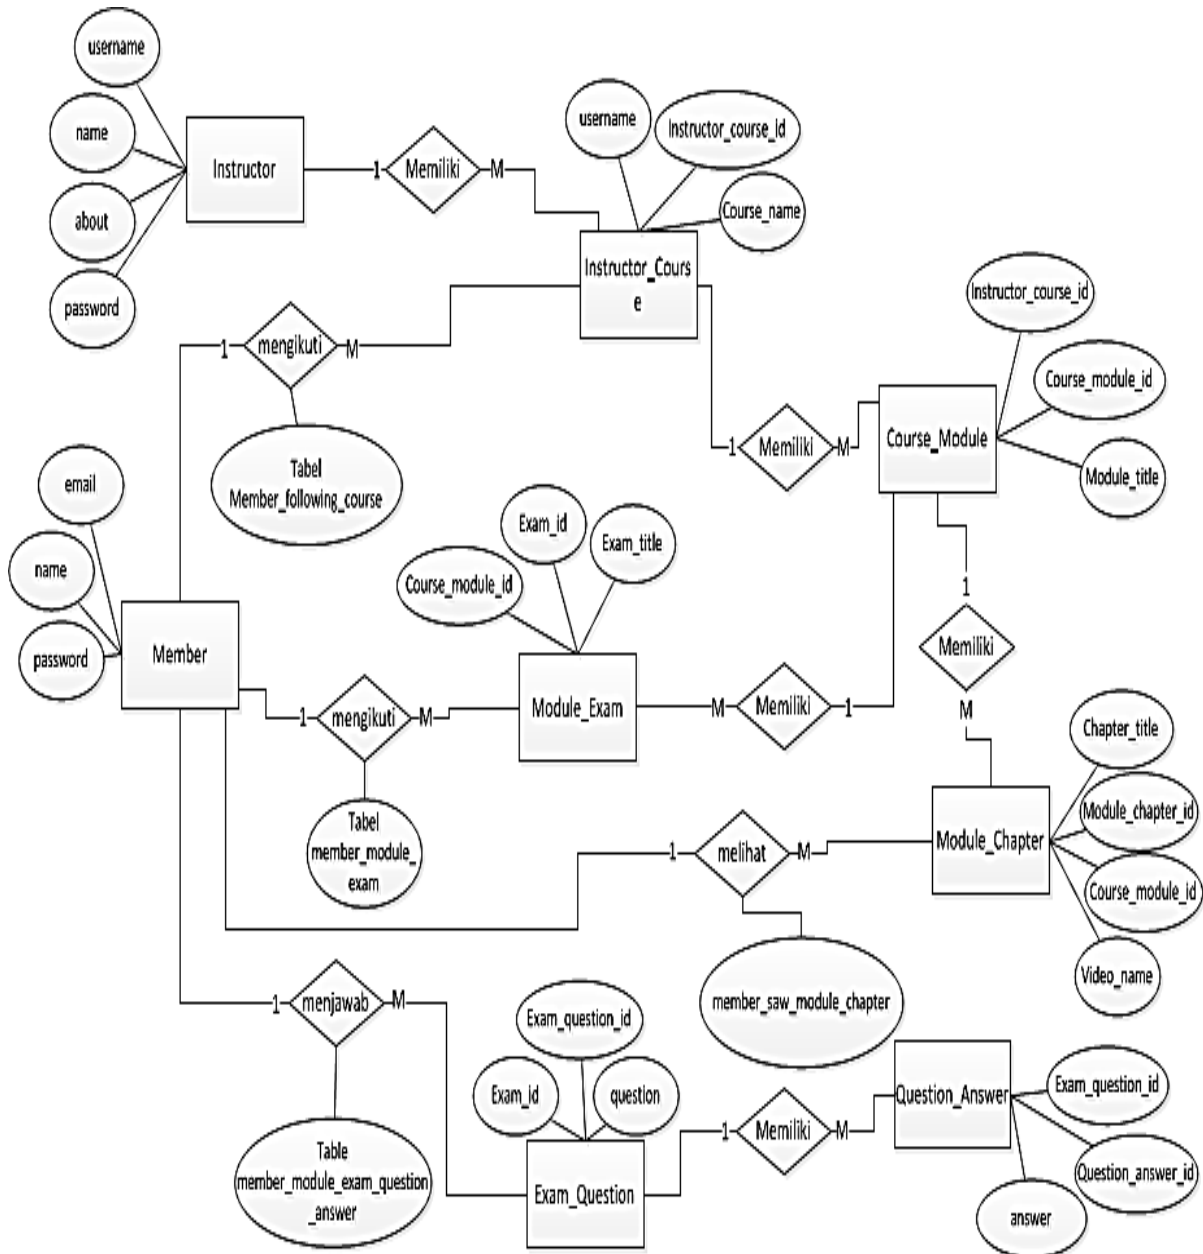 username
name
about
password
Instructor
1
Memiliki
M
username
Instructor_course_id
Course_name
Instructor_Cours
e
1
mengikuti
M
Tabel
Member_following_course
1
Memiliki
M
Instructor_course_id
Course_module_id
Module_title
Course_Module
email
name
password
Member
Course_module_id
Exam_id
Exam_title
1
mengikuti
M
Module_Exam
M
Memiliki
1
Tabel
member_module_
exam
1
Memiliki
M
Chapter_title
Module_chapter_id
Course_module_id
Video_name
Module_Chapter
1
melihat
M
member_saw_module_chapter
1
menjawab
M
Table
member_module_exam_question
_answer
Exam_question_id
Exam_id
question
Exam_Question
1
Memiliki
M
Question_Answer
Exam_question_id
Question_answer_id
answer